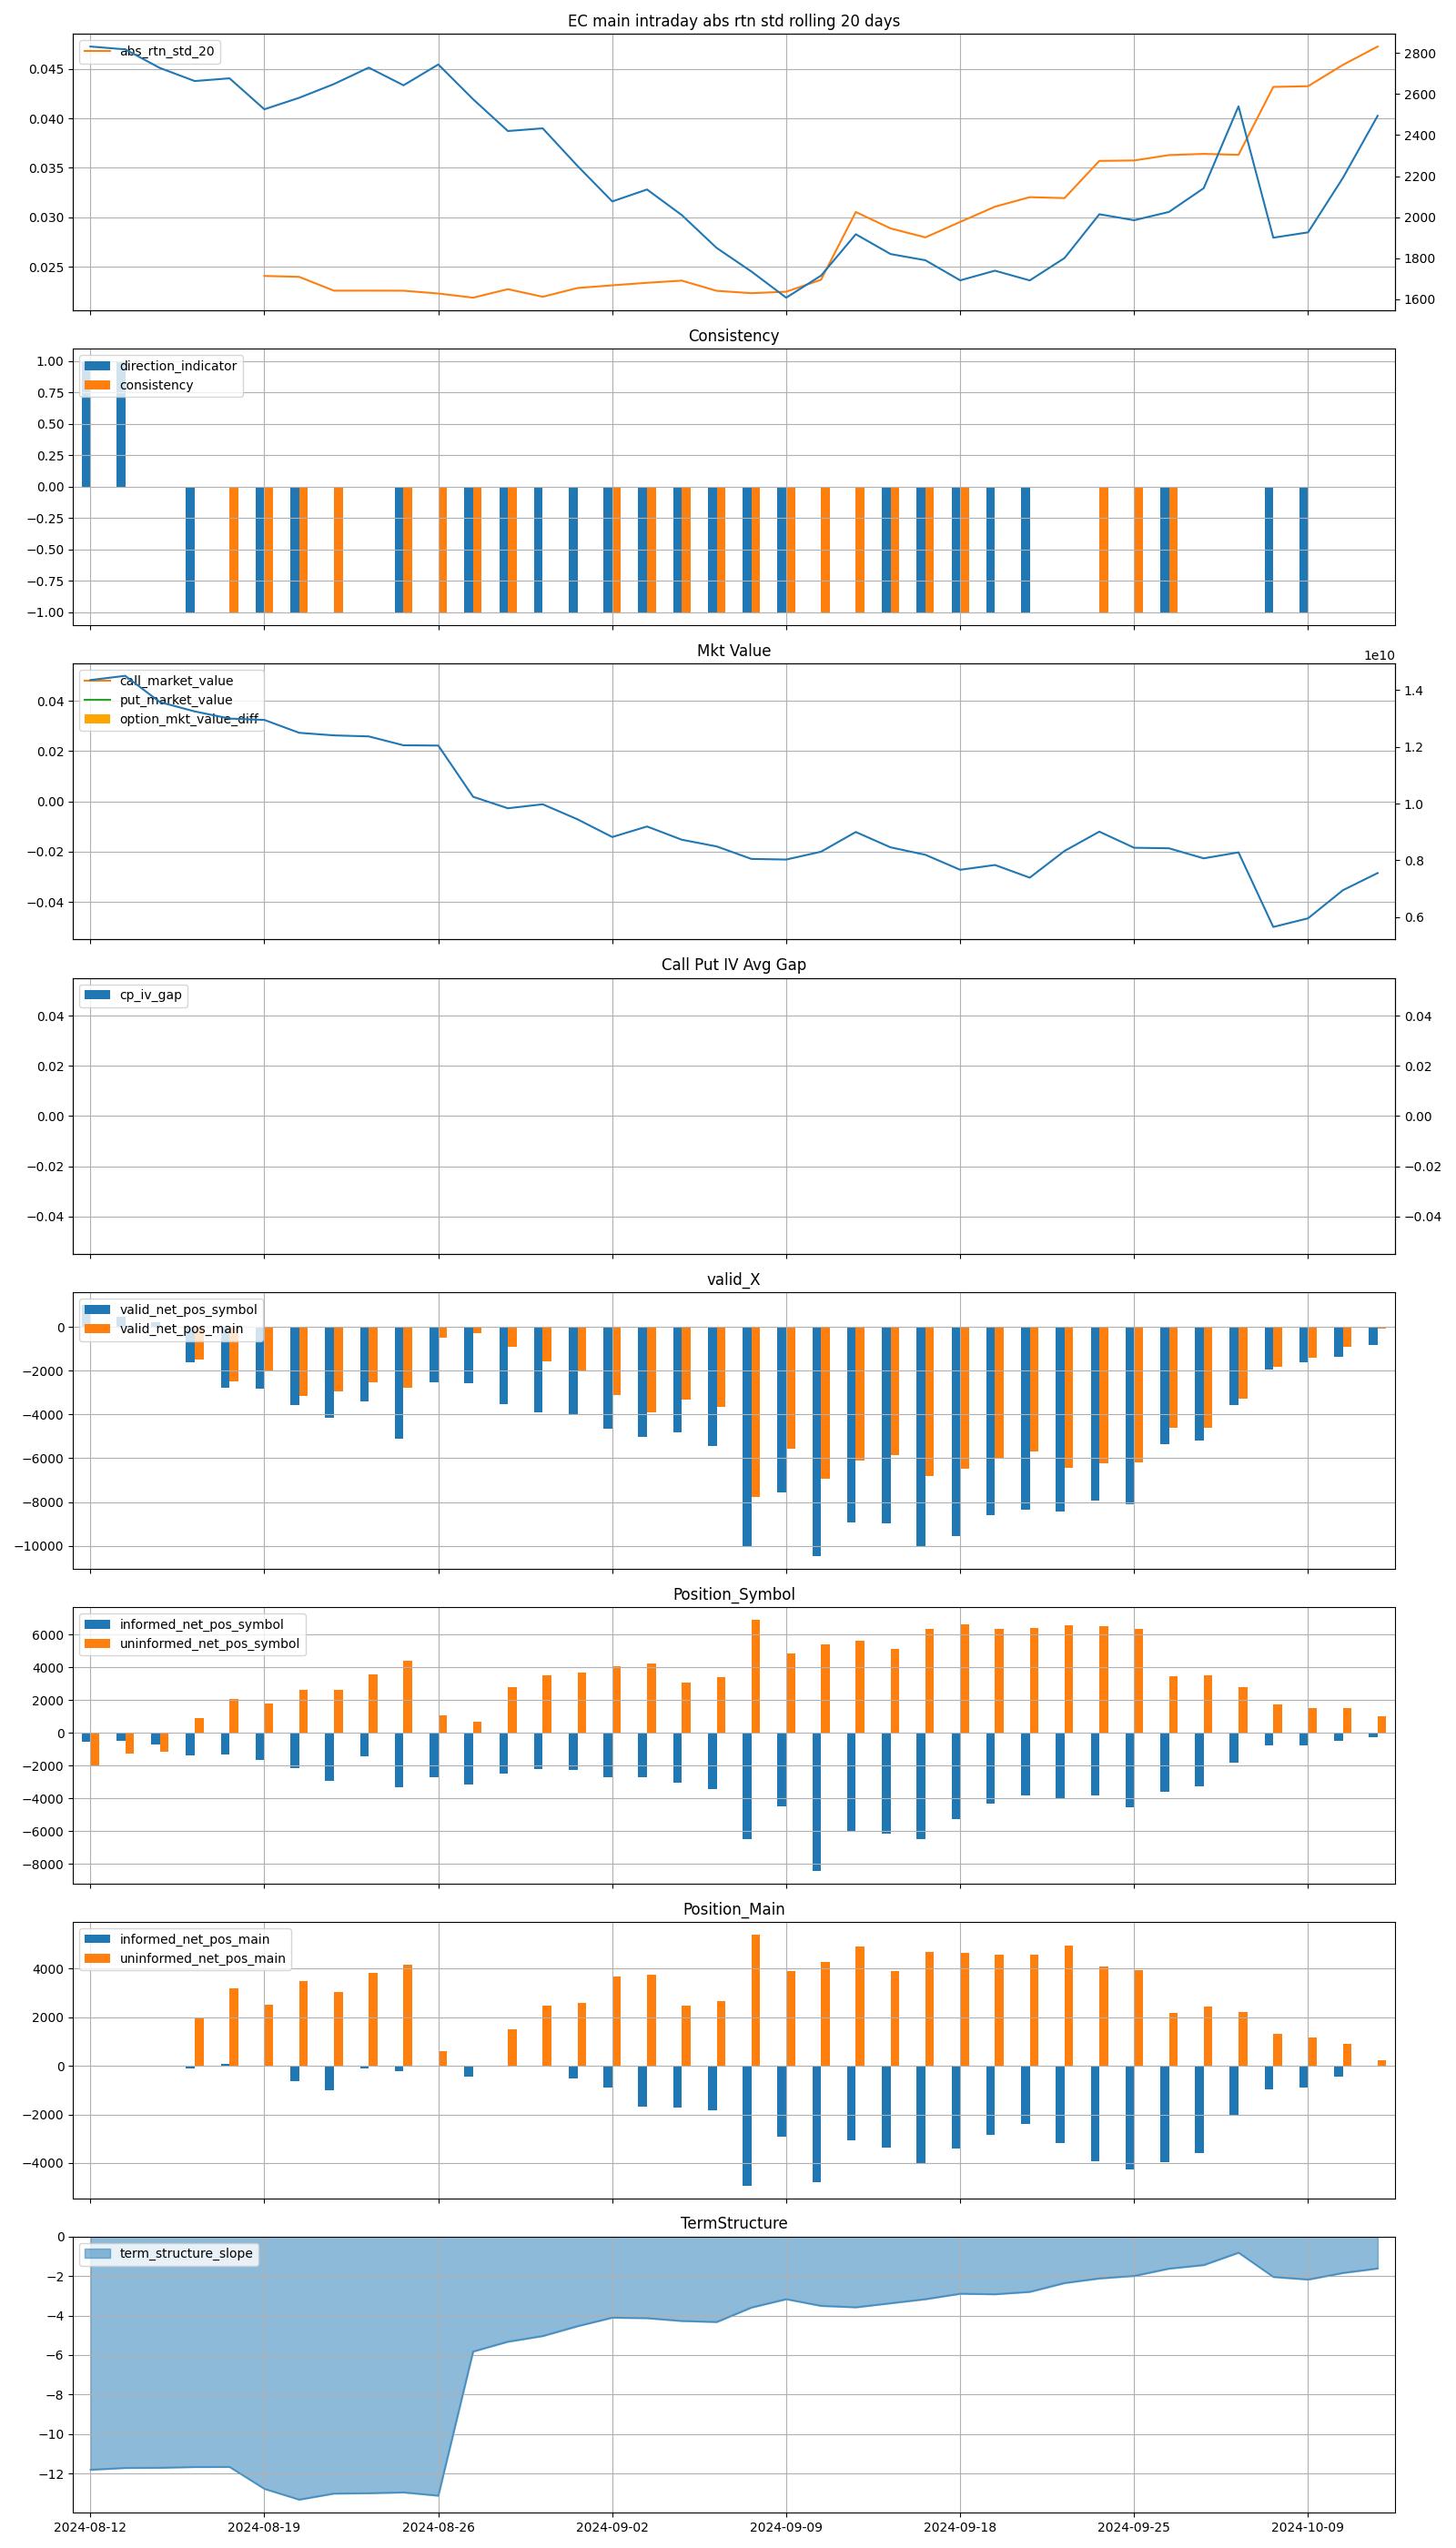 EC main intraday abs rtn std rolling 20 days
abs_rtn_std_20
0.045
0.040
0.035
0.030
0.025
2800
2600
2400
2200
2000
1800
1600
Consistency
direction_indicator
consistency
1.00
0.75
0.50
0.25
0.00
−0.25
−0.50
−0.75
−1.00
Mkt Value
1e10
call_market_value
put_market_value
option_mkt_value_diff
0.04
0.02
0.00
−0.02
−0.04
1.4
1.2
1.0
0.8
0.6
Call Put IV Avg Gap
cp_iv_gap
0.04
0.02
0.00
−0.02
−0.04
0.04
0.02
0.00
−0.02
−0.04
valid_X
valid_net_pos_symbol
valid_net_pos_main
0
−2000
−4000
−6000
−8000
−10000
Position_Symbol
informed_net_pos_symbol
uninformed_net_pos_symbol
6000
4000
2000
0
−2000
−4000
−6000
−8000
Position_Main
informed_net_pos_main
uninformed_net_pos_main
4000
2000
0
−2000
−4000
TermStructure
term_structure_slope
0
−2
−4
−6
−8
−10
−12
2024-08-12 2024-08-19 2024-08-26 2024-09-02 2024-09-09 2024-09-18 2024-09-25 2024-10-09